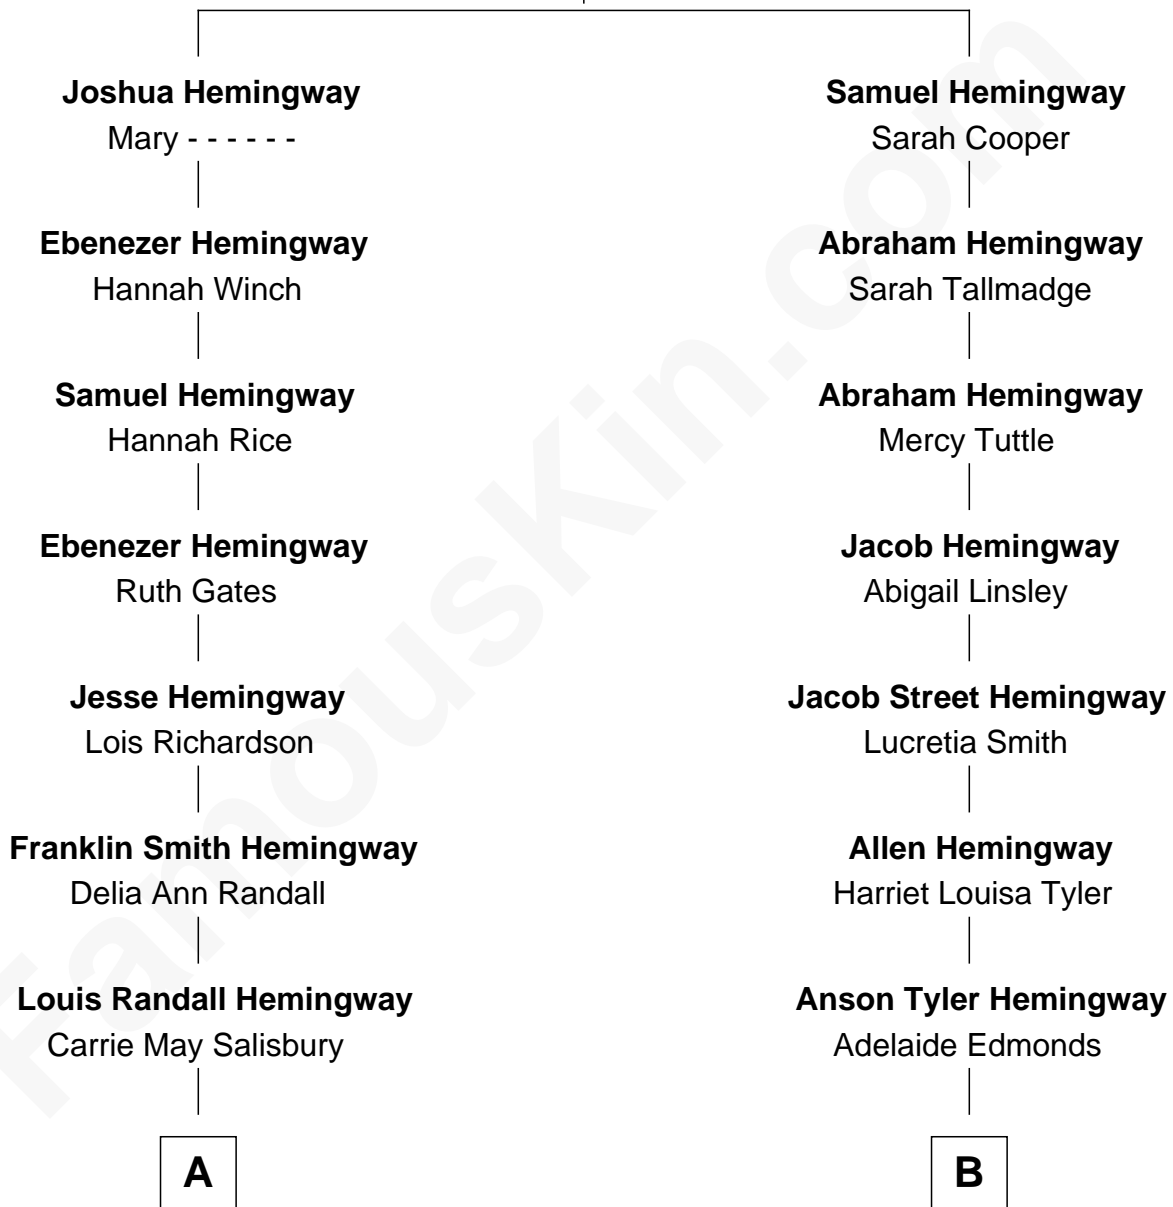 Joshua Hemingway
Mary - - - - - -
Ebenezer Hemingway
Hannah Winch
Samuel Hemingway
Hannah Rice
Ebenezer Hemingway
Ruth Gates
Jesse Hemingway
Lois Richardson
Franklin Smith Hemingway
Delia Ann Randall
Louis Randall Hemingway
Carrie May Salisbury
A
Samuel Hemingway
Sarah Cooper
Abraham Hemingway
Sarah Tallmadge
Abraham Hemingway
Mercy Tuttle
Jacob Hemingway
Abigail Linsley
Jacob Street Hemingway
Lucretia Smith
Allen Hemingway
Harriet Louisa Tyler
Anson Tyler Hemingway
Adelaide Edmonds
B
FamousKin.com